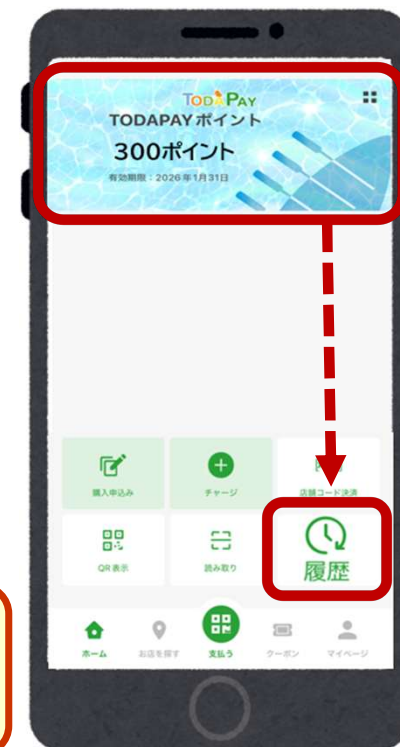 TODAPAY
TODAPAYポイント
300ポイント
有効期限：2026年1月31日
購入申込み
チャージ
店舗コード決済
QR表示
読み取り
履歴
ホーム
お店を探す
支払う
クーポン
マイページ